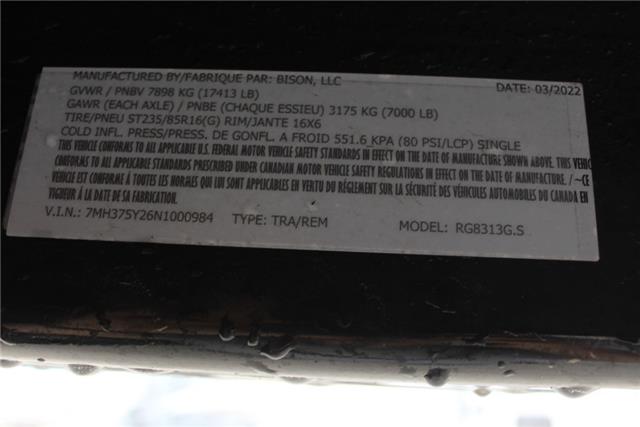 MANUFACTURED BY/FABRIQUE PAR: BISON, LLC DATE: 03/2022
GVWR / PNBV 7898 KG (17413 LB)
GAWR (EACH AXLE) / PNBE (CHAQUE ESSIEU) 3175 KG (7000 LB)
TIRE/PNEU ST235/85R16(G) RIM/JANTE 16X6
COLD INFL. PRESS/PRESS. DE GONFL. A FROID 551.6 KPA (80 PSI/LCP) SINGLE
THIS VEHICLE CONFORMS TO ALL APPLICABLE U.S. FEDERAL MOTOR VEHICLE SAFETY STANDARDS IN EFFECT ON THE DATE OF MANUFACTURE SHOWN ABOVE. THIS VEHIC
CONFORMS TO ALL APPLICABLE STANDARDS PRESCRIBED UNDER CANADIAN MOTOR VEHICLE SAFETY REGULATIONS IN EFFECT ON THE DATE OF MANUFACTURE. / ~CE
VÉHICLE EST CONFORME À TOUTES LES NORMES QUI LUI SONT APPLICABLES EN VERTU DU RÉGLEMENT SUR LA SÉCURITÉ DES VÉHICULES AUTOMOBILES DU CANADA EN
VIGUEUR À LA DATE DE SA FABRICATION.
V.I.N.: 7MH375Y26N1000984 TYPE: TRA/REM MODEL: RG8313G.S